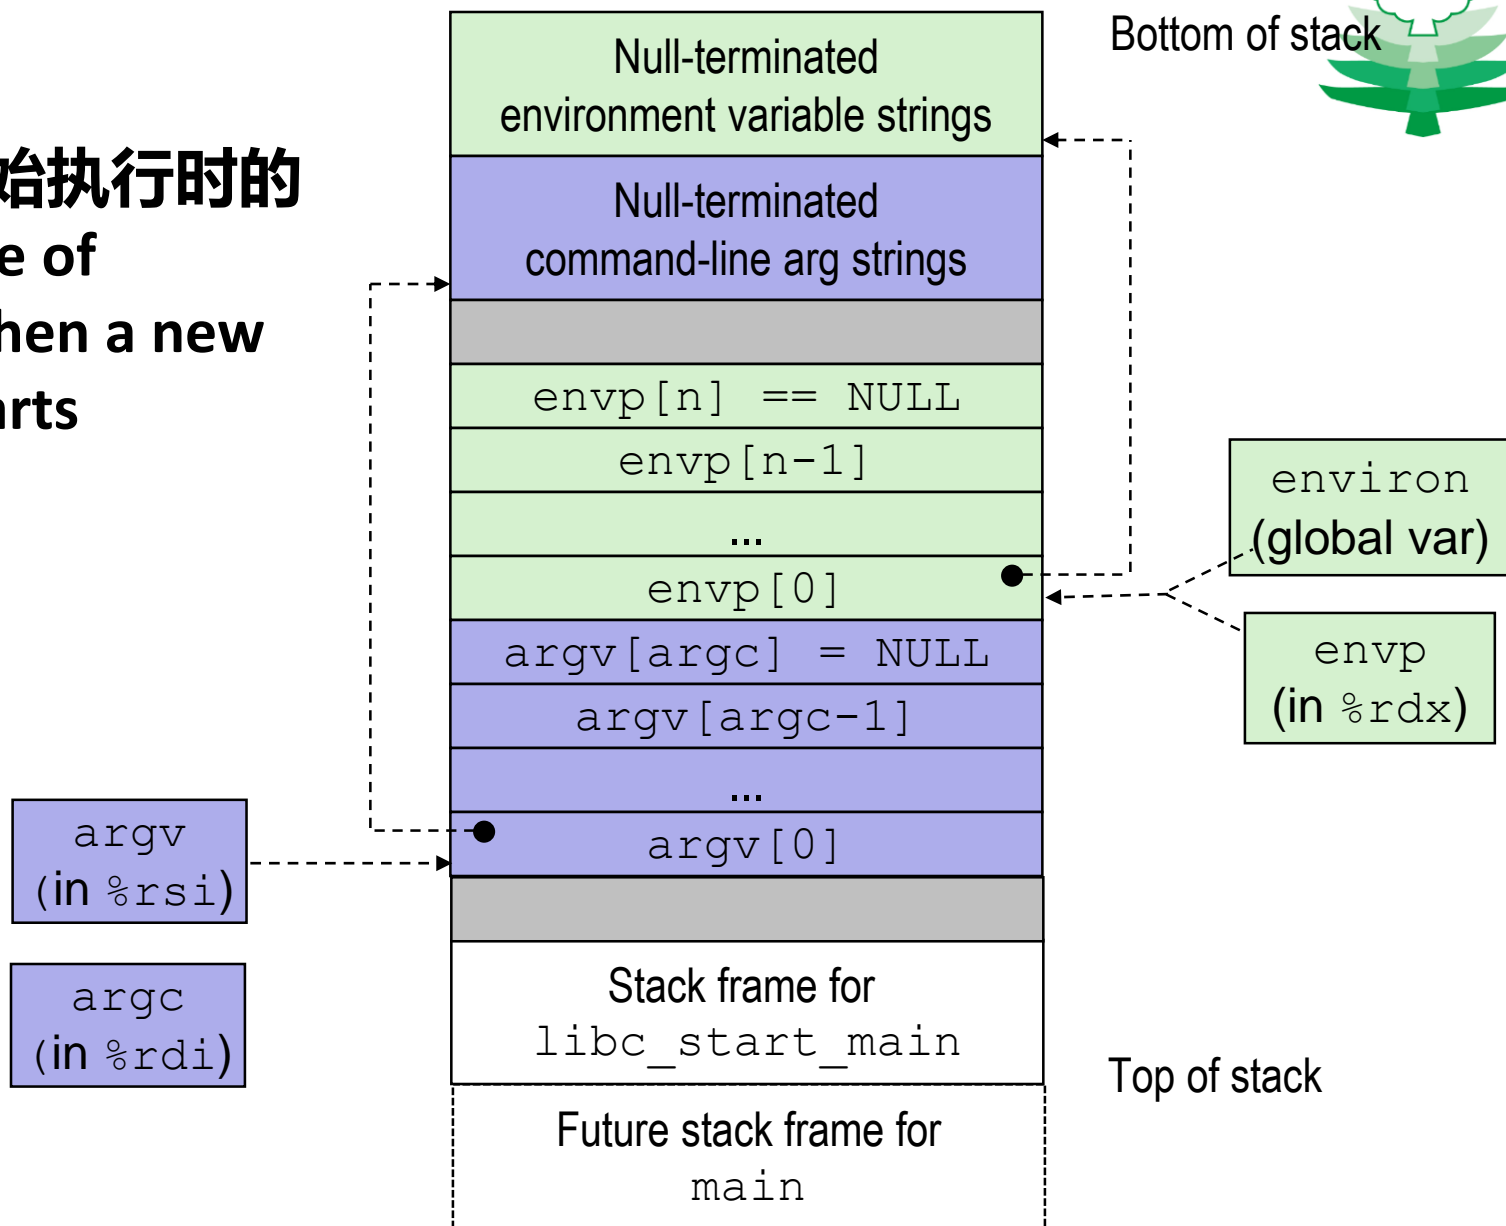 始执行时的
e of
hen a new
arts
Bottom of stack
Null-terminated
environment variable strings
Null-terminated
command-line arg strings
envp[n] == NULL
envp[n-1]
...
envp[0]
argv[argc] = NULL
argv[argc-1]
...
argv[0]
environ
(global var)
envp
(in %rdx)
argv
(in %rsi)
argc
(in %rdi)
Stack frame for
libc_start_main
Top of stack
Future stack frame for
main